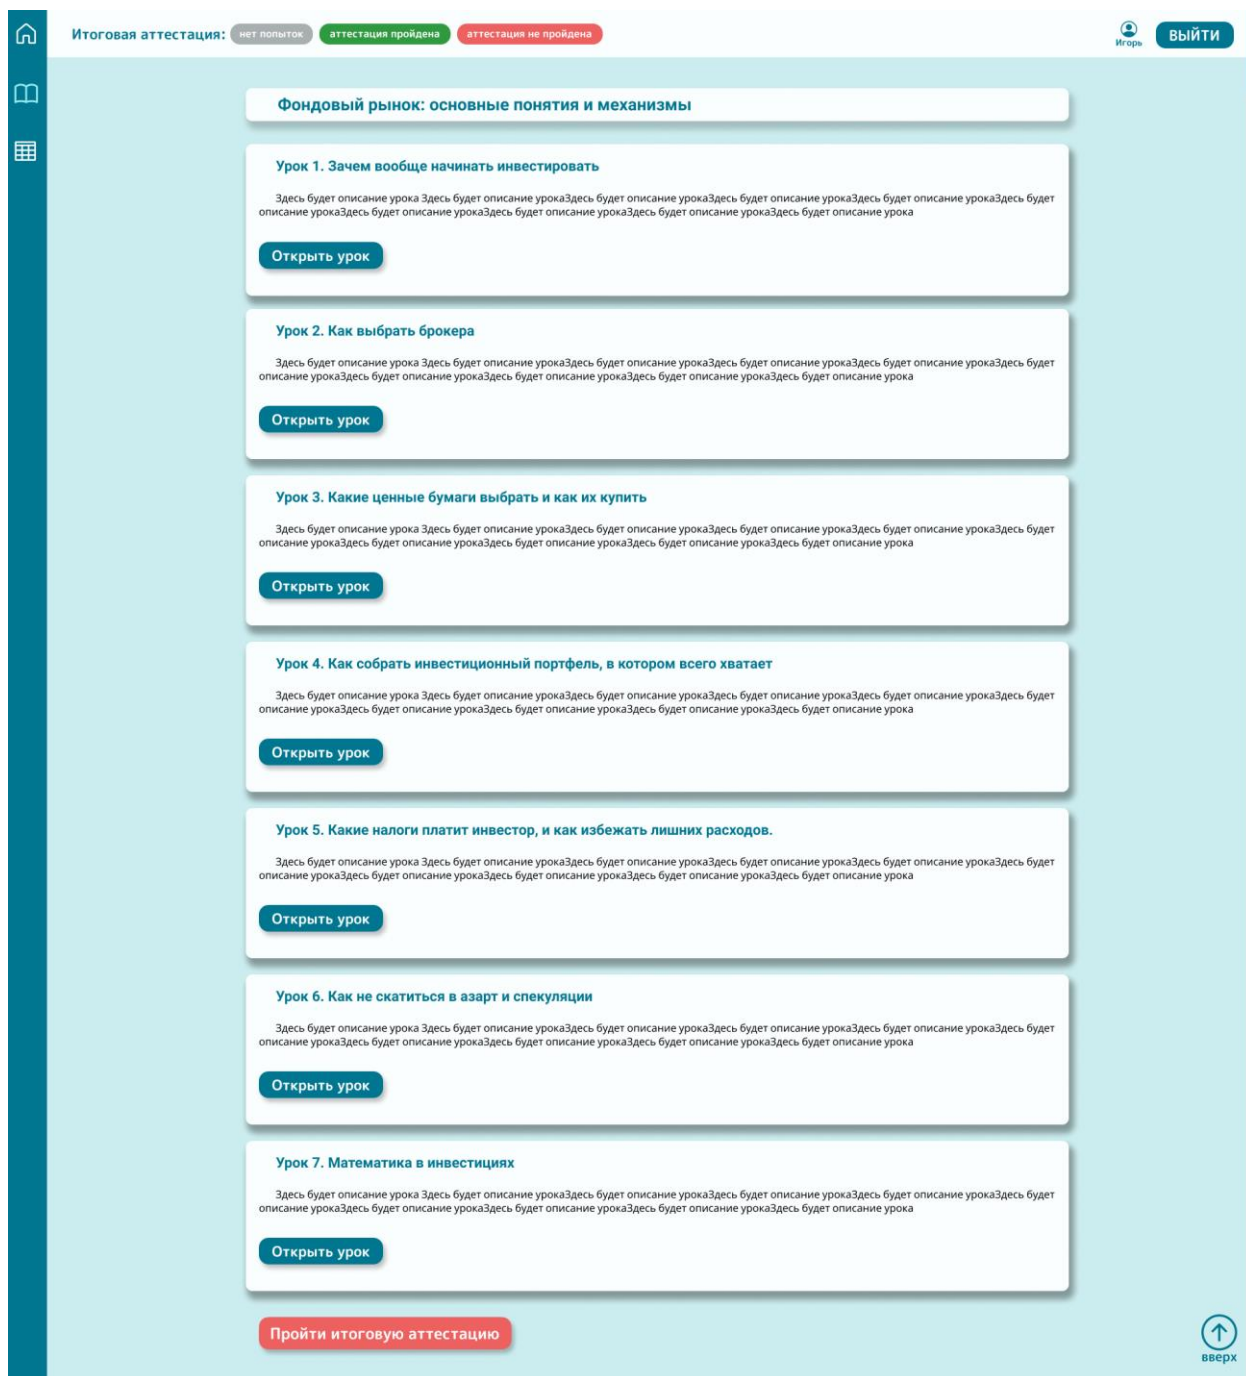 Итоговая аттестация: нет попыток аттестация пройдена аттестация не пройдена Игорь ВЫЙТИ
Фондовый рынок: основные понятия и механизмы
Урок 1. Зачем вообще начинать инвестировать
Здесь будет описание урока Здесь будет описание урокаЗдесь будет описание урокаЗдесь будет описание урокаЗдесь будет описание урокаЗдесь будет
описание урокаЗдесь будет описание урокаЗдесь будет описание урокаЗдесь будет описание урокаЗдесь будет описание урока
Открыть урок
Урок 2. Как выбрать брокера
Здесь будет описание урока Здесь будет описание урокаЗдесь будет описание урокаЗдесь будет описание урокаЗдесь будет описание урокаЗдесь будет
описание урокаЗдесь будет описание урокаЗдесь будет описание урокаЗдесь будет описание урокаЗдесь будет описание урока
Открыть урок
Урок 3. Какие ценные бумаги выбрать и как их купить
Здесь будет описание урока Здесь будет описание урокаЗдесь будет описание урокаЗдесь будет описание урокаЗдесь будет описание урокаЗдесь будет
описание урокаЗдесь будет описание урокаЗдесь будет описание урокаЗдесь будет описание урокаЗдесь будет описание урока
Открыть урок
Урок 4. Как собрать инвестиционный портфель, в котором всего хватает
Здесь будет описание урока Здесь будет описание урокаЗдесь будет описание урокаЗдесь будет описание урокаЗдесь будет описание урокаЗдесь будет
описание урокаЗдесь будет описание урокаЗдесь будет описание урокаЗдесь будет описание урокаЗдесь будет описание урока
Открыть урок
Урок 5. Какие налоги платит инвестор, и как избежать лишних расходов.
Здесь будет описание урока Здесь будет описание урокаЗдесь будет описание урокаЗдесь будет описание урокаЗдесь будет описание урокаЗдесь будет
описание урокаЗдесь будет описание урокаЗдесь будет описание урокаЗдесь будет описание урокаЗдесь будет описание урока
Открыть урок
Урок 6. Как не скатиться в азарт и спекуляции
Здесь будет описание урока Здесь будет описание урокаЗдесь будет описание урокаЗдесь будет описание урокаЗдесь будет описание урокаЗдесь будет
описание урокаЗдесь будет описание урокаЗдесь будет описание урокаЗдесь будет описание урокаЗдесь будет описание урока
Открыть урок
Урок 7. Математика в инвестициях
Здесь будет описание урока Здесь будет описание урокаЗдесь будет описание урокаЗдесь будет описание урокаЗдесь будет описание урокаЗдесь будет
описание урокаЗдесь будет описание урокаЗдесь будет описание урокаЗдесь будет описание урокаЗдесь будет описание урока
Открыть урок
Пройти итоговую аттестацию
вверх